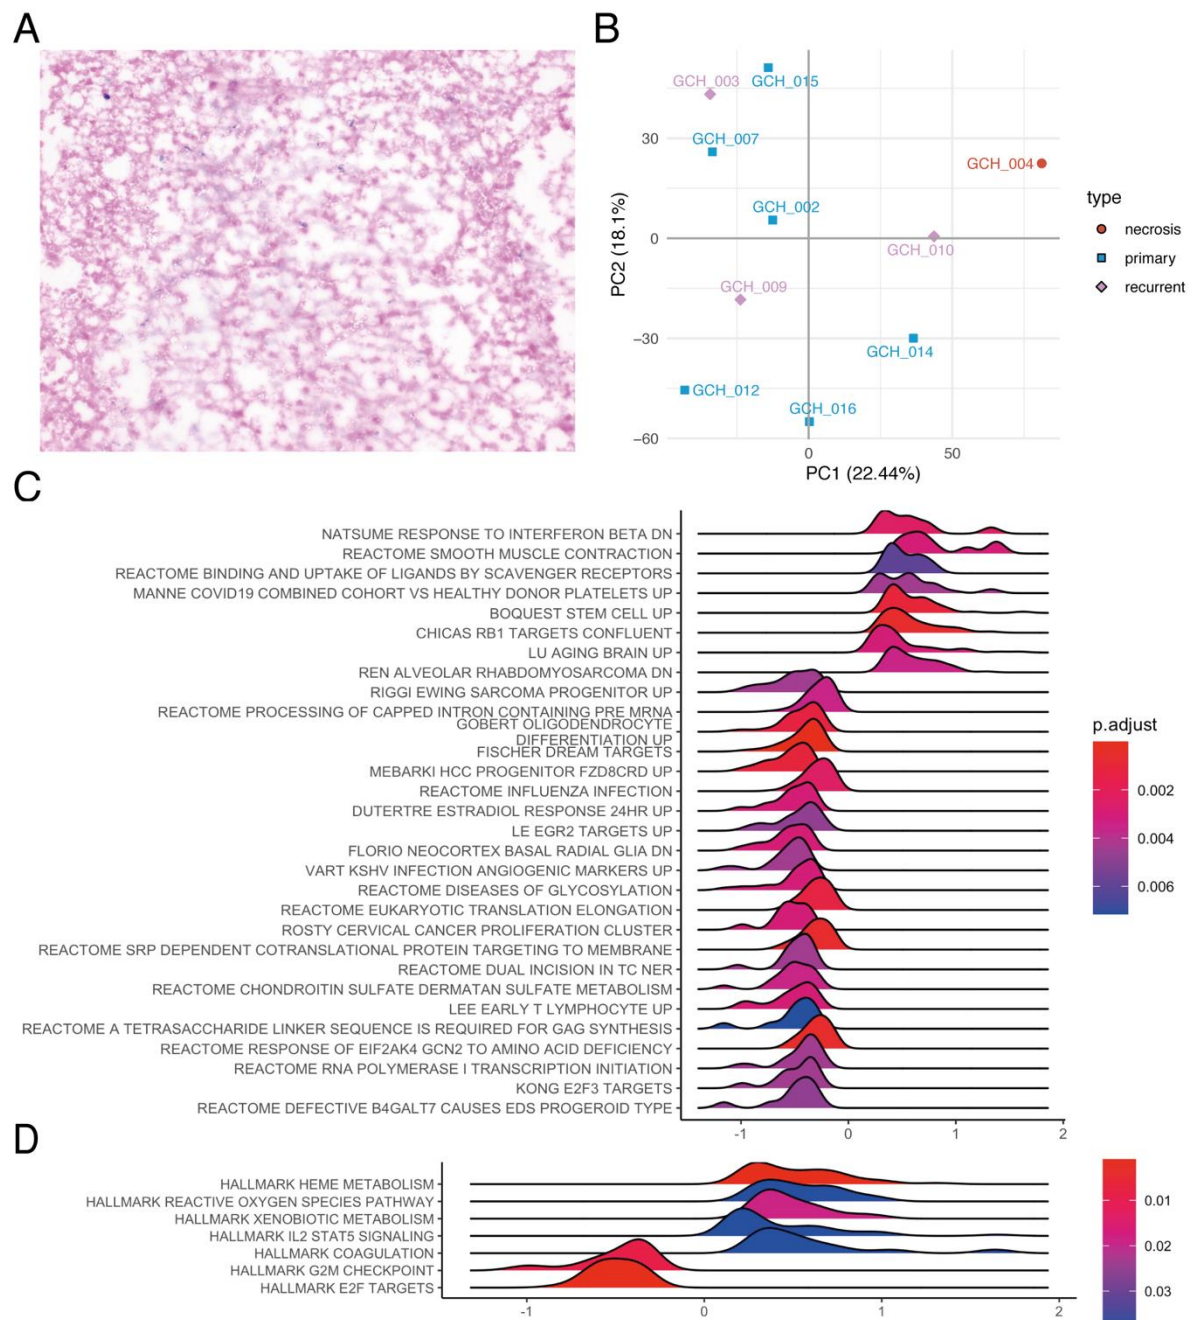 A
B
GCH_003
GCH_015
GCH_007
30
GCH_004
type
GCH_002
necrosis
0
GCH_010
primary
PC2 (18.1%)
GCH_009
recurrent
−30
GCH_014
GCH_012
GCH_016
−60
0
50
PC1 (22.44%)
C
NATSUME RESPONSE TO INTERFERON BETA DN
REACTOME SMOOTH MUSCLE CONTRACTION
REACTOME BINDING AND UPTAKE OF LIGANDS BY SCAVENGER RECEPTORS
MANNE COVID19 COMBINED COHORT VS HEALTHY DONOR PLATELETS UP
BOQUEST STEM CELL UP
CHICAS RB1 TARGETS CONFLUENT
LU AGING BRAIN UP
REN ALVEOLAR RHABDOMYOSARCOMA DN
RIGGI EWING SARCOMA PROGENITOR UP
REACTOME PROCESSING OF CAPPED INTRON CONTAINING PRE MRNA
GOBERT OLIGODENDROCYTE
DIFFERENTIATION UP
FISCHER DREAM TARGETS
MEBARKI HCC PROGENITOR FZD8CRD UP
REACTOME INFLUENZA INFECTION
DUTERTRE ESTRADIOL RESPONSE 24HR UP
LE EGR2 TARGETS UP
FLORIO NEOCORTEX BASAL RADIAL GLIA DN
VART KSHV INFECTION ANGIOGENIC MARKERS UP
REACTOME DISEASES OF GLYCOSYLATION
REACTOME EUKARYOTIC TRANSLATION ELONGATION
ROSTY CERVICAL CANCER PROLIFERATION CLUSTER
REACTOME SRP DEPENDENT COTRANSLATIONAL PROTEIN TARGETING TO MEMBRANE
REACTOME DUAL INCISION IN TC NER
REACTOME CHONDROITIN SULFATE DERMATAN SULFATE METABOLISM
LEE EARLY T LYMPHOCYTE UP
REACTOME A TETRASACCHARIDE LINKER SEQUENCE IS REQUIRED FOR GAG SYNTHESIS
REACTOME RESPONSE OF EIF2AK4 GCN2 TO AMINO ACID DEFICIENCY
REACTOME RNA POLYMERASE I TRANSCRIPTION INITIATION
KONG E2F3 TARGETS
REACTOME DEFECTIVE B4GALT7 CAUSES EDS PROGEROID TYPE
-1
0
1
2
p.adjust
0.002
0.004
0.006
D
HALLMARK HEME METABOLISM
HALLMARK REACTIVE OXYGEN SPECIES PATHWAY
HALLMARK XENOBIOTIC METABOLISM
HALLMARK IL2 STAT5 SIGNALING
HALLMARK COAGULATION
HALLMARK G2M CHECKPOINT
HALLMARK E2F TARGETS
-1
0
1
2
0.01
0.02
0.03